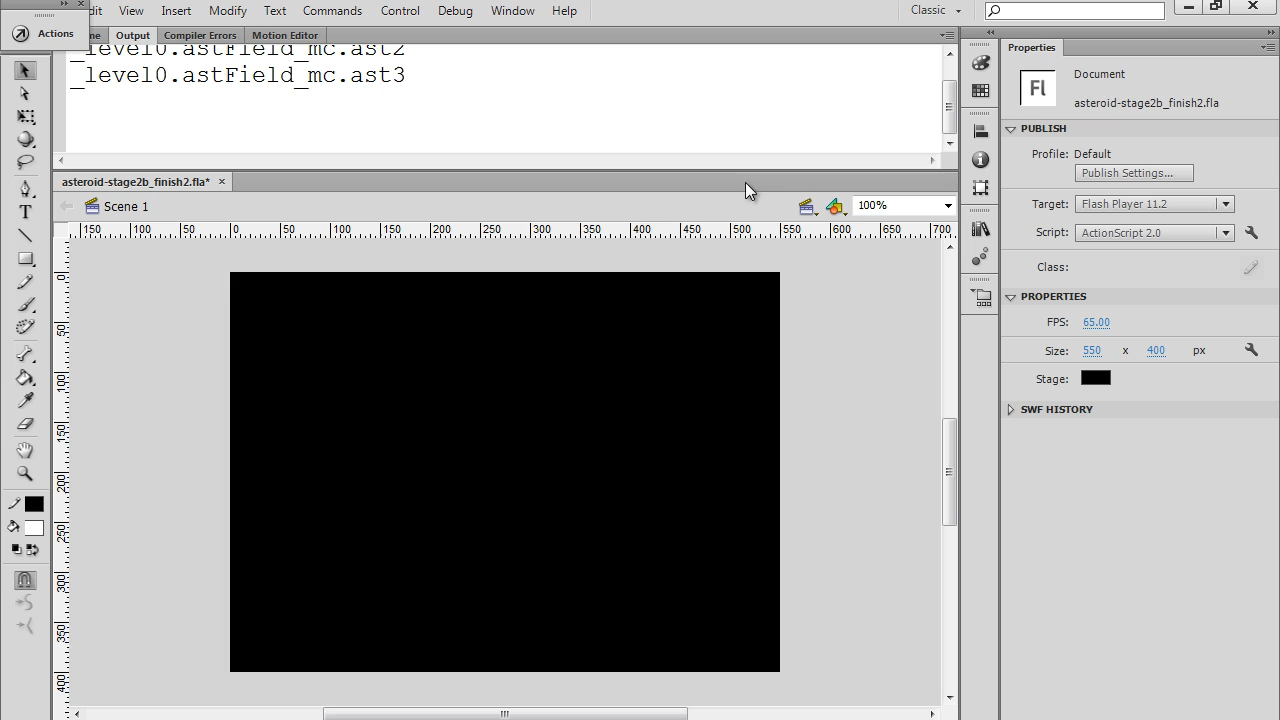 dit View Insert Modify Text Commands Control Debug Window Help Classic
Actions
ne Output Compiler Errors Motion Editor
_level0.astField_mc.ast2
_level0.astField_mc.ast3
asteroid-stage2b_finish2.fla* ×
Scene 1 100%
150 100 50 0 50 100 150 200 250 300 350 400 450 500 550 600 650 700
0
50
100
150
200
250
300
350
400
Properties
Fl
Document
asteroid-stage2b_finish2.fla
PUBLISH
Profile: Default
Publish Settings...
Target: Flash Player 11.2
Script: ActionScript 2.0
Class:
PROPERTIES
FPS: 65.00
Size: 550 x 400 px
Stage:
SWF HISTORY
T